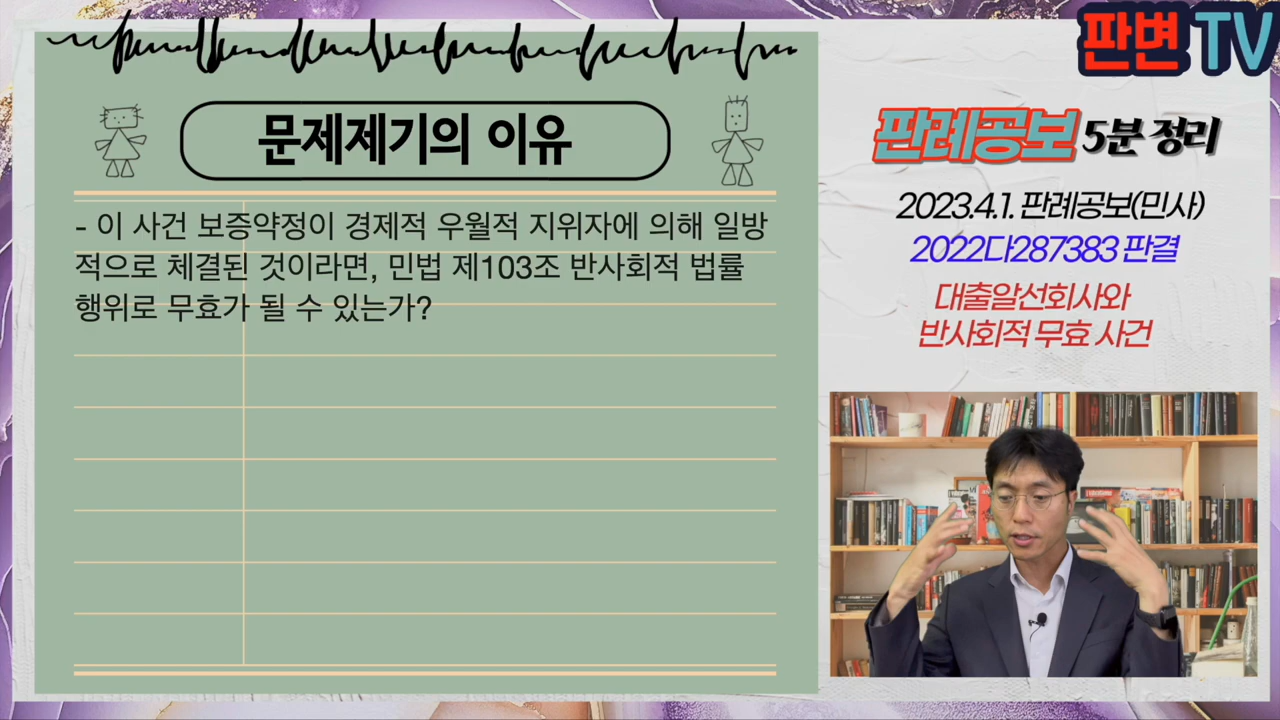 판변 TV
문제제기의 이유
- 이 사건 보증약정이 경제적 우월적 지위자에 의해 일방
적으로 체결된 것이라면, 민법 제103조 반사회적 법률
행위로 무효가 될 수 있는가?
판례공보 5분 정리
2023.4.1. 판례공보(민사)
2022다287383 판결
대출알선회사와
반사회적 무효 사건